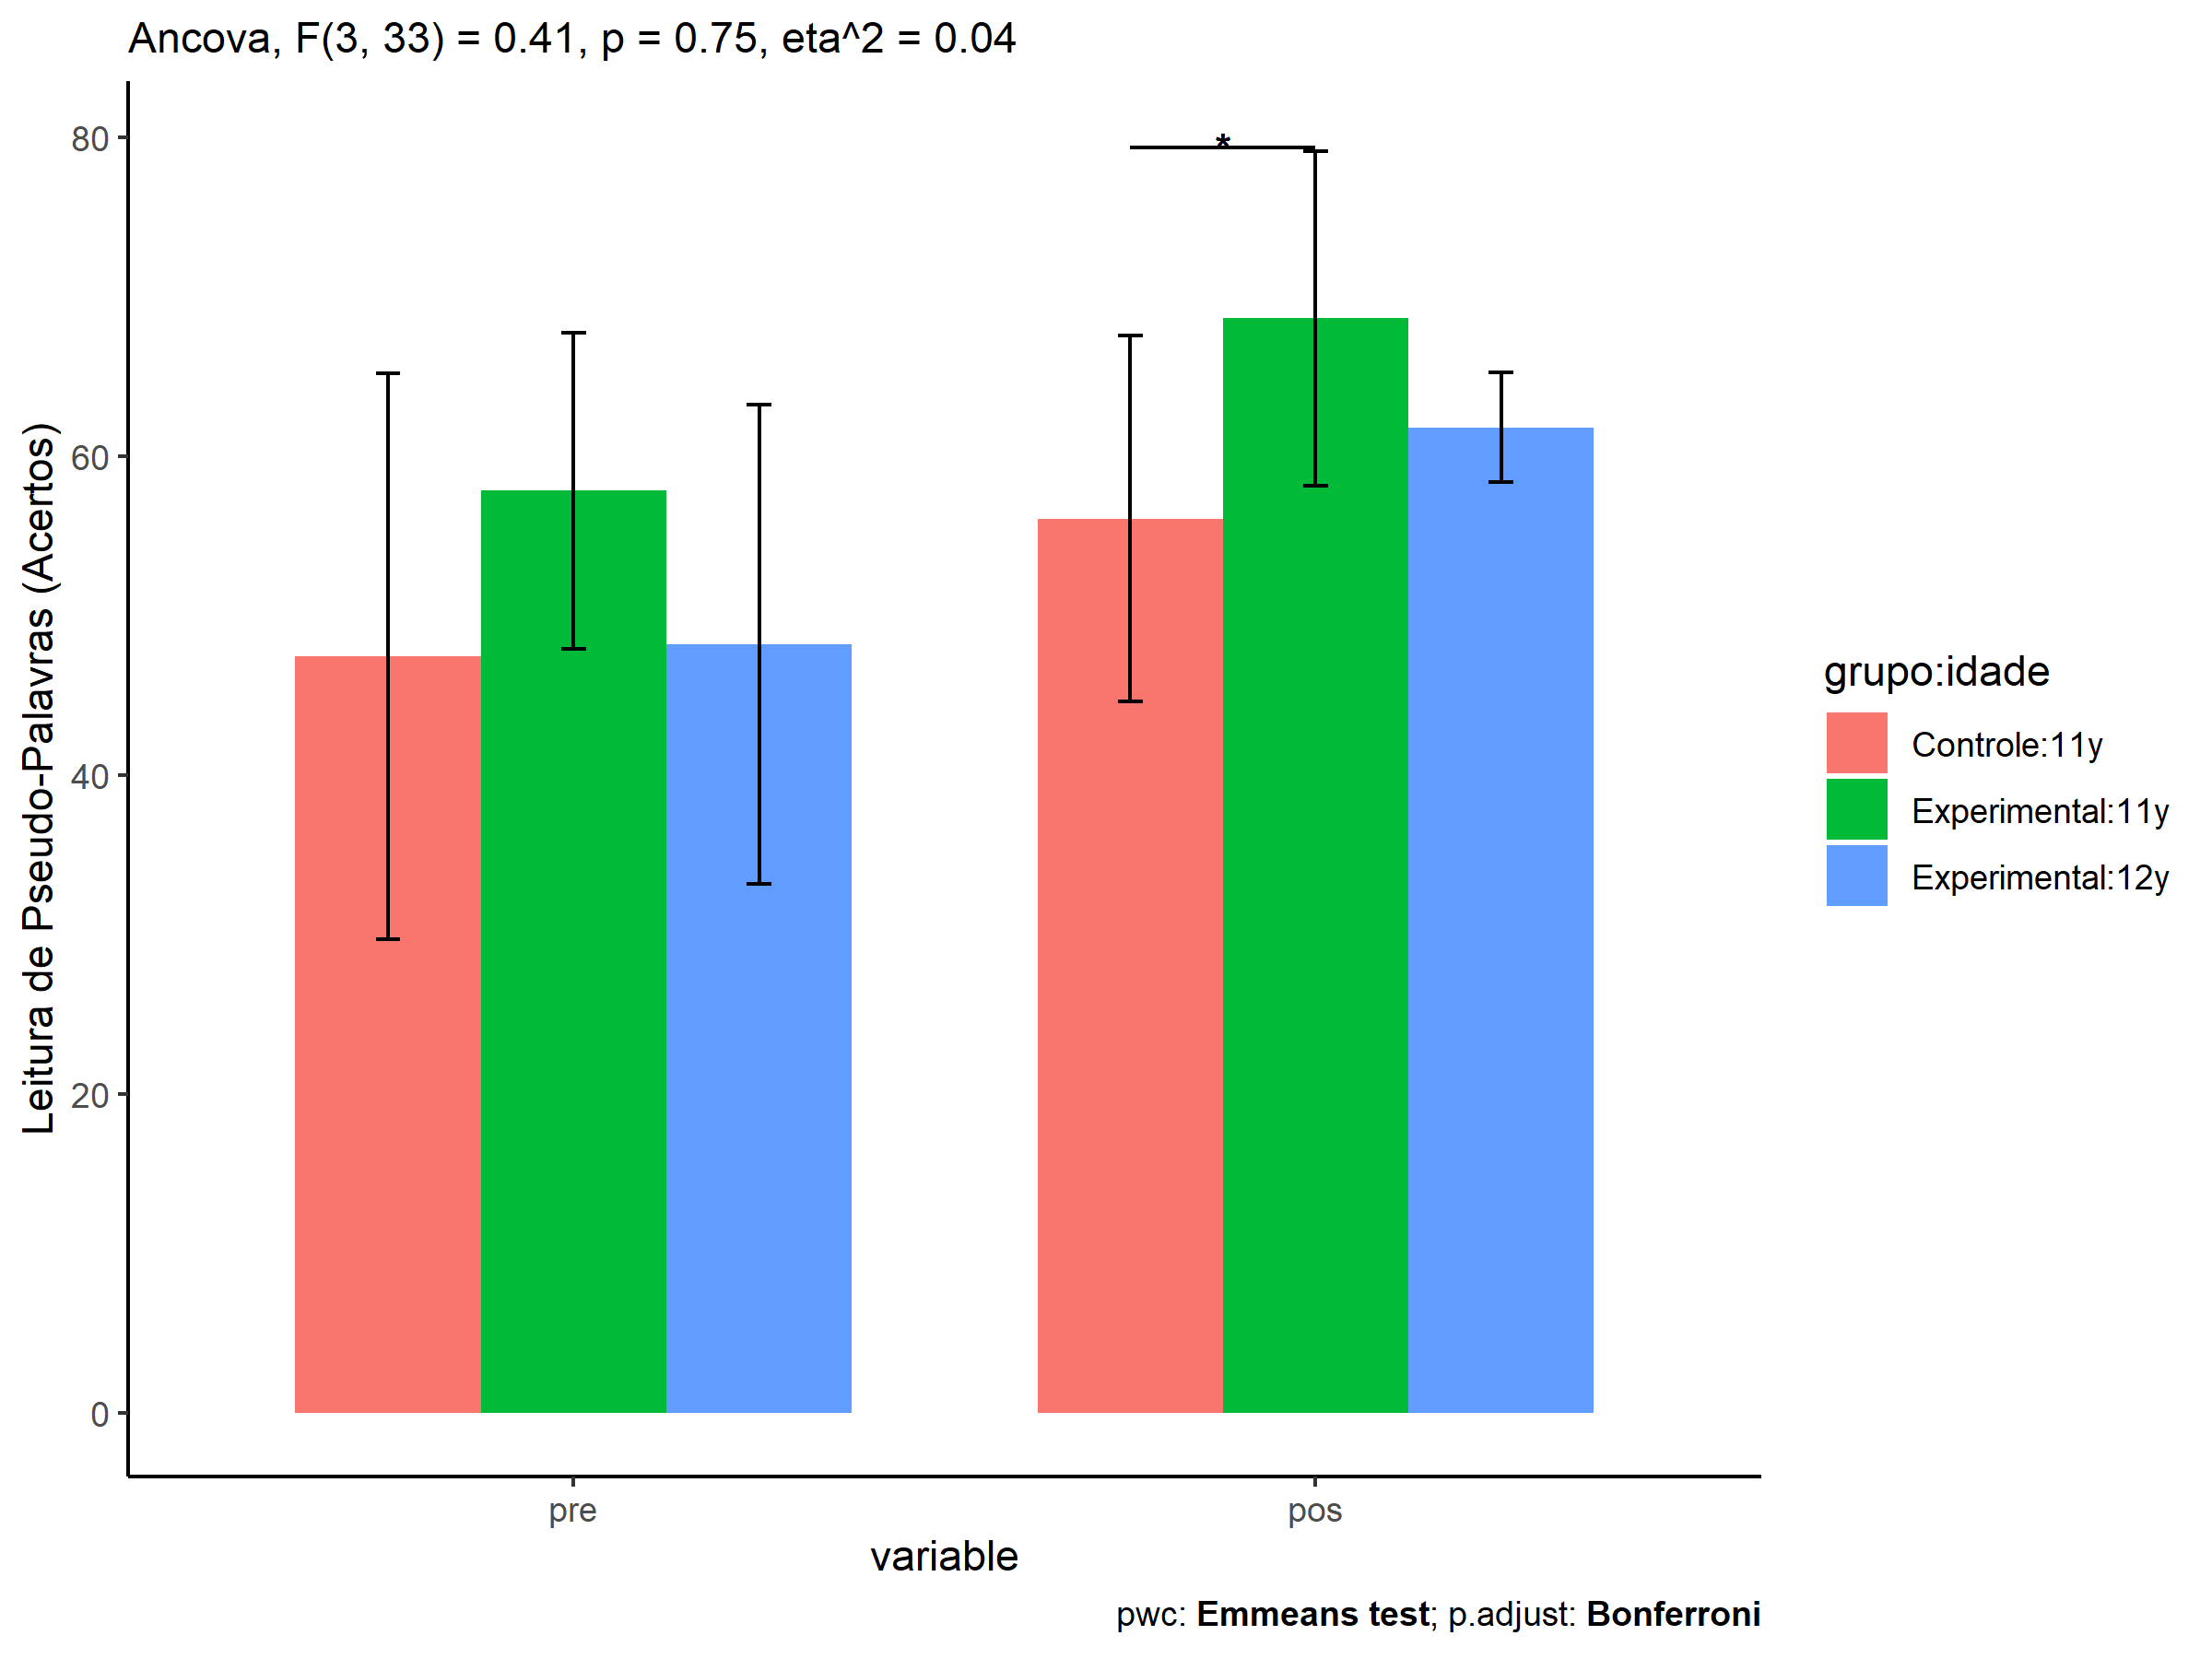 Ancova, F(3, 33) = 0.41, p = 0.75, eta^2 = 0.04
Leitura de Pseudo-Palavras (Acertos)
80
60
40
20
0
*
pre
pos
variable
grupo:idade
Controle:11y
Experimental:11y
Experimental:12y
pwc: Emmeans test; p.adjust: Bonferroni